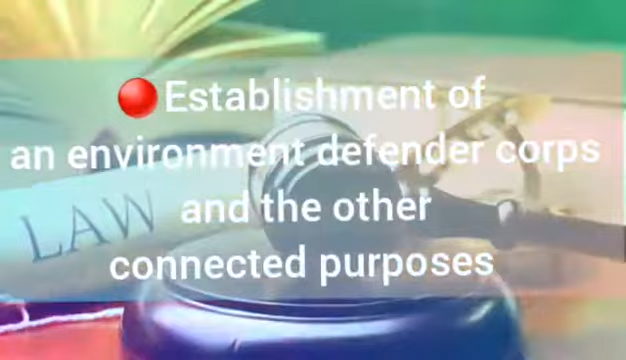 🔴Establishment of
an environment defender corps
and the other
connected purposes
LAW